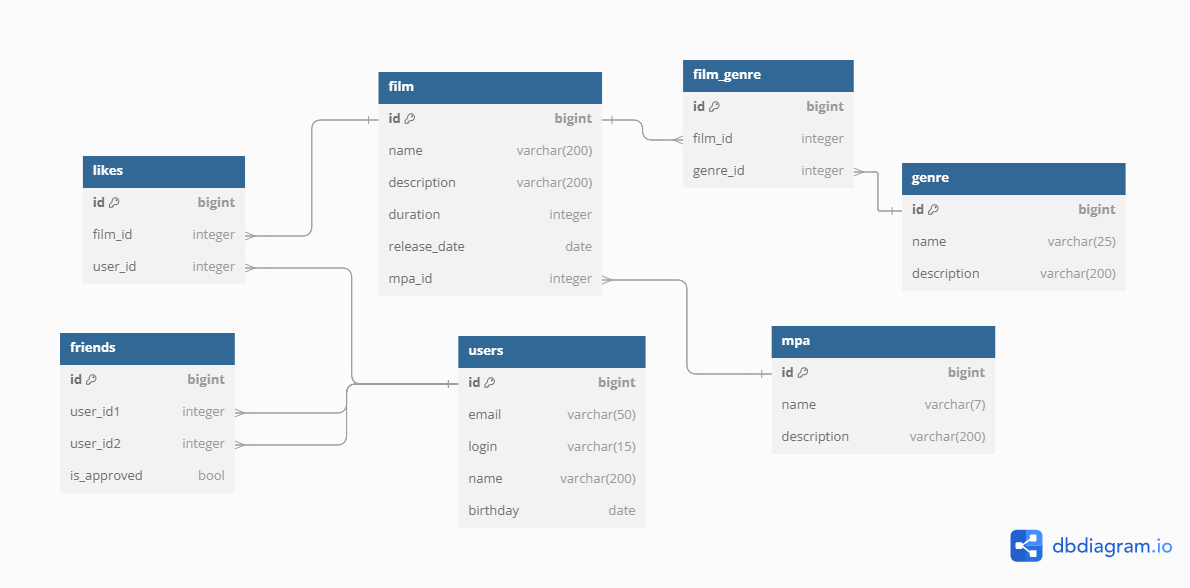 film
id bigint
name varchar(200)
description varchar(200)
duration integer
release_date date
mpa_id integer
film_genre
id bigint
film_id integer
genre_id integer
likes
id bigint
film_id integer
user_id integer
genre
id bigint
name varchar(25)
description varchar(200)
friends
id bigint
user_id1 integer
user_id2 integer
is_approved bool
users
id bigint
email varchar(50)
login varchar(15)
name varchar(200)
birthday date
mpa
id bigint
name varchar(7)
description varchar(200)
dbdiagram.io